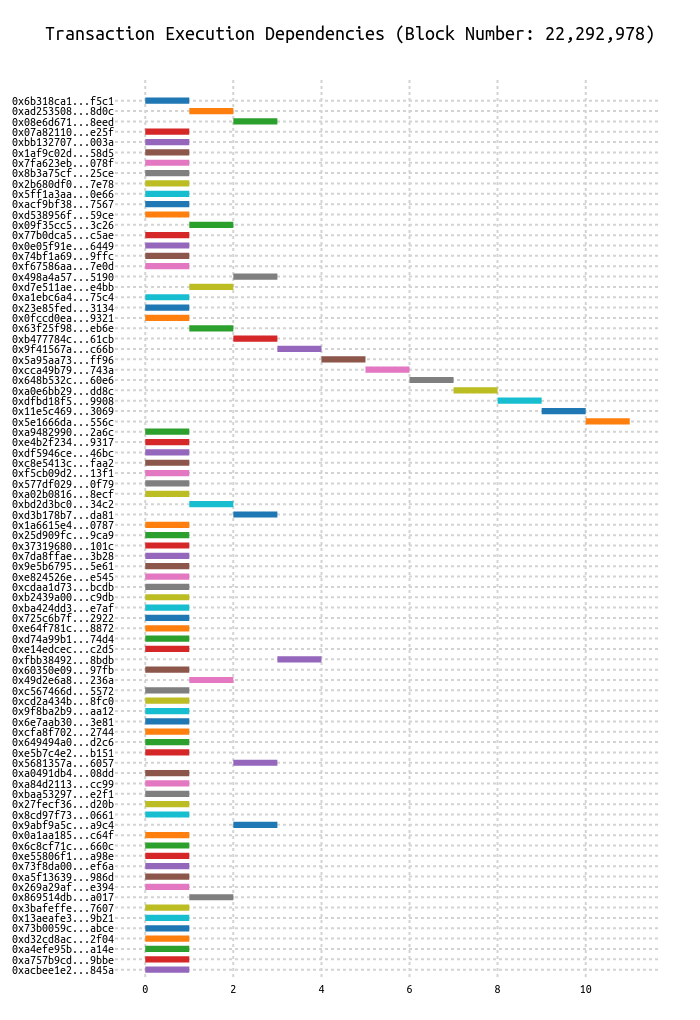 Transaction Execution Dependencies (Block Number: 22,292,978)
0x6b318ca1...f5c1
0xad253508...8d0c
0x08e6d671...8eed
0x07a82110...e25f
0xbb132707...003a
0x1af9c02d...58d5
0x7fa623eb...078f
0x8b3a75cf...25ce
0x2b680df0...7e78
0x5ff1a3aa...0e66
0xacf9bf38...7567
0xd538956f...59ce
0x09f35cc5...3c26
0x77b0dca5...c5ae
0x0e05f91e...6449
0x74bf1a69...9ffc
0xf67586aa...7e0d
0x498a4a57...5190
0xd7e511ae...e4bb
0xa1ebc6a4...75c4
0x23e85fed...3134
0x0fccd0ea...9321
0x63f25f98...eb6e
0xb477784c...61cb
0x9f41567a...c66b
0x5a95aa73...ff96
0xcca49b79...743a
0x648b532c...60e6
0xa0e6bb29...dd8c
0xdfbd18f5...9908
0x11e5c469...3069
0x5e1666da...556c
0xa9482990...2a6c
0xe4b2f234...9317
0xdf5946ce...46bc
0xc8e5413c...faa2
0xf5cb09d2...13f1
0x577df029...0f79
0xa02b0816...8ecf
0xbd2d3bc0...34c2
0xd3b178b7...da81
0x1a6615e4...0787
0x25d909fc...9ca9
0x37319680...101c
0x7da8ffae...3b28
0x9e5b6795...5e61
0xe824526e...e545
0xcdaa1d73...bcdb
0xb2439a00...c9db
0xba424dd3...e7af
0x725c6b7f...2922
0xe64f781c...8872
0xd74a99b1...74d4
0xe14edcec...c2d5
0xfbb38492...8bdb
0x60350e09...97fb
0x49d2e6a8...236a
0xc567466d...5572
0xcd2a434b...8fc0
0x9f8ba2b9...aa12
0x6e7aab30...3e81
0xcfa8f702...2744
0x649494a0...d2c6
0xe5b7c4e2...b151
0x5681357a...6057
0xa0491db4...08dd
0xa84d2113...cc99
0xbaa53297...e2f1
0x27fecf36...d20b
0x8cd97f73...0661
0x9abf9a5c...a9c4
0x0a1aa185...c64f
0x6c8cf71c...660c
0xe55806f1...a98e
0x73f8da00...ef6a
0xa5f13639...986d
0x269a29af...e394
0x869514db...a017
0x3bafeffe...7607
0x13aeafe3...9b21
0x73b0059c...abce
0xd32cd8ac...2f04
0xa4efe95b...a14e
0xa757b9cd...9bbe
0xacbee1e2...845a
0 2 4 6 8 10